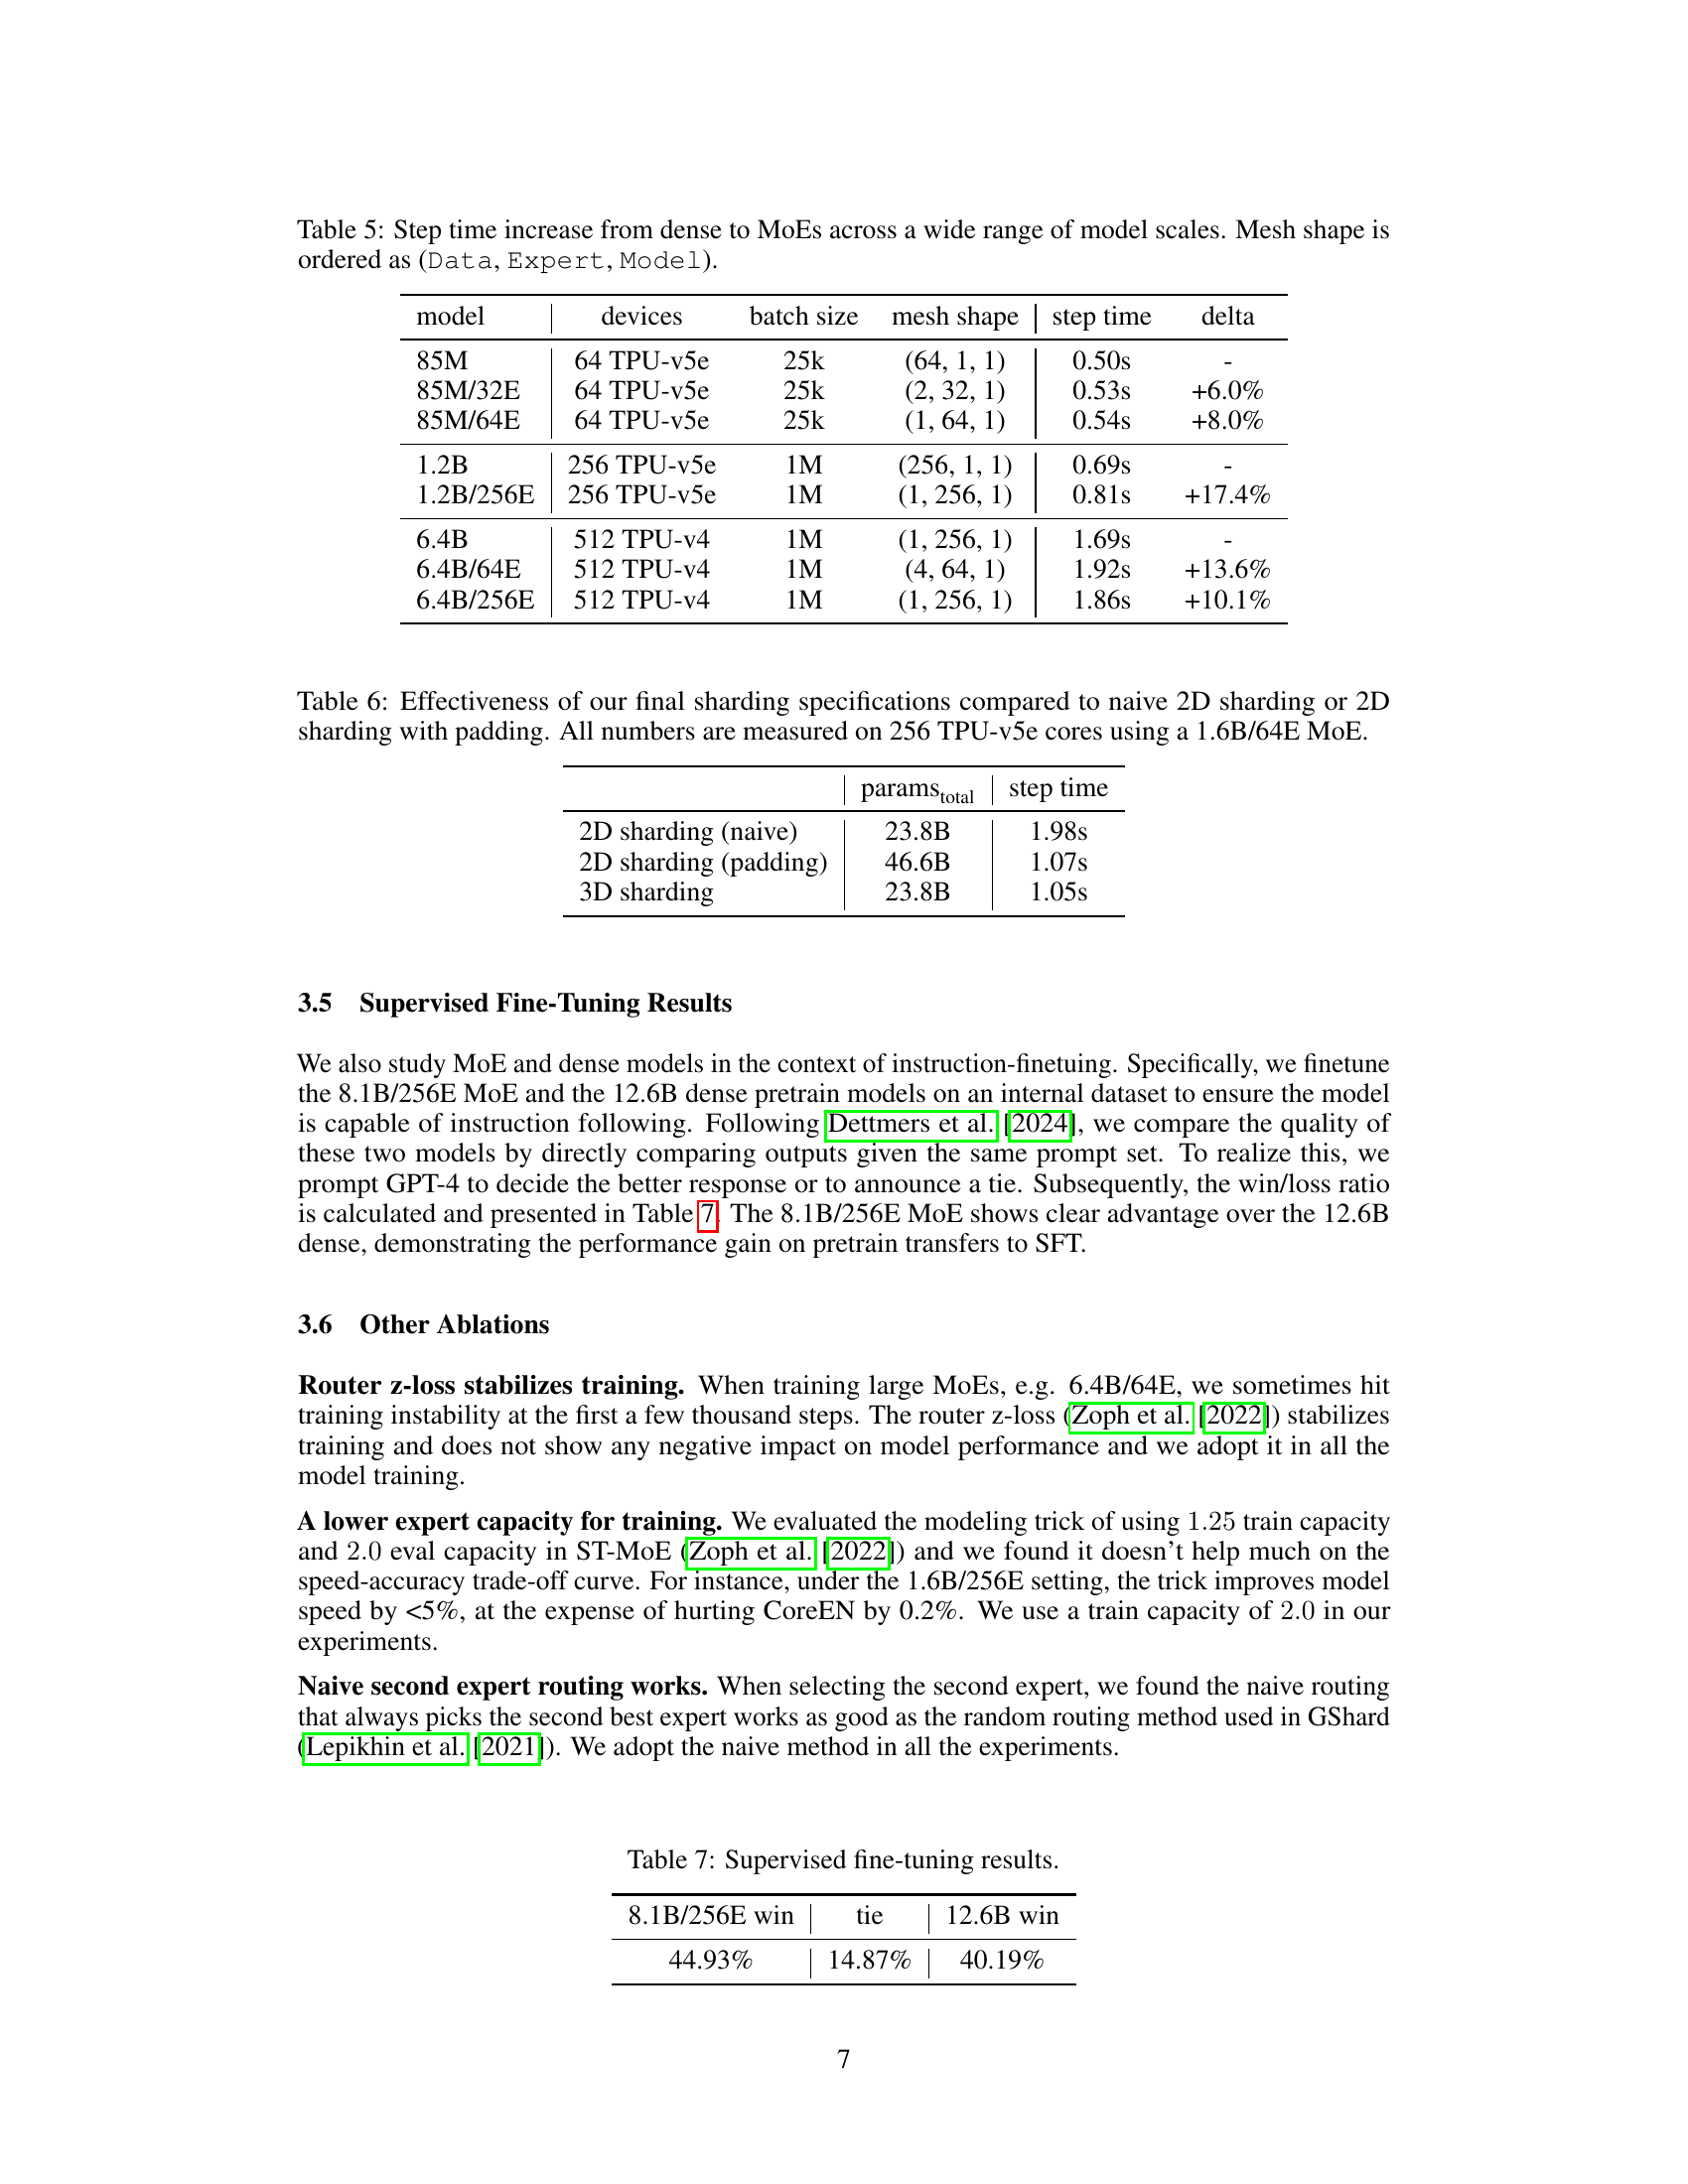 Table 5: Step time increase from dense to MoEs across a wide range of model scales. Mesh shape is
ordered as (Data, Expert, Model).
model devices batch size mesh shape step time delta
85M 64 TPU-v5e 25k (64, 1, 1) 0.50s -
85M/32E 64 TPU-v5e 25k (2, 32, 1) 0.53s +6.0%
85M/64E 64 TPU-v5e 25k (1, 64, 1) 0.54s +8.0%
1.2B 256 TPU-v5e 1M (256, 1, 1) 0.69s -
1.2B/256E 256 TPU-v5e 1M (1, 256, 1) 0.81s +17.4%
6.4B 512 TPU-v4 1M (1, 256, 1) 1.69s -
6.4B/64E 512 TPU-v4 1M (4, 64, 1) 1.92s +13.6%
6.4B/256E 512 TPU-v4 1M (1, 256, 1) 1.86s +10.1%
Table 6: Effectiveness of our final sharding specifications compared to naive 2D sharding or 2D
sharding with padding. All numbers are measured on 256 TPU-v5e cores using a 1.6B/64E MoE.
params_total step time
2D sharding (naive) 23.8B 1.98s
2D sharding (padding) 46.6B 1.07s
3D sharding 23.8B 1.05s
3.5 Supervised Fine-Tuning Results
We also study MoE and dense models in the context of instruction-finetuing. Specifically, we finetune
the 8.1B/256E MoE and the 12.6B dense pretrain models on an internal dataset to ensure the model
is capable of instruction following. Following Dettmers et al. [2024], we compare the quality of
these two models by directly comparing outputs given the same prompt set. To realize this, we
prompt GPT-4 to decide the better response or to announce a tie. Subsequently, the win/loss ratio
is calculated and presented in Table 7. The 8.1B/256E MoE shows clear advantage over the 12.6B
dense, demonstrating the performance gain on pretrain transfers to SFT.
3.6 Other Ablations
Router z-loss stabilizes training. When training large MoEs, e.g. 6.4B/64E, we sometimes hit
training instability at the first a few thousand steps. The router z-loss (Zoph et al. [2022]) stabilizes
training and does not show any negative impact on model performance and we adopt it in all the
model training.
A lower expert capacity for training. We evaluated the modeling trick of using 1.25 train capacity
and 2.0 eval capacity in ST-MoE (Zoph et al. [2022]) and we found it doesn't help much on the
speed-accuracy trade-off curve. For instance, under the 1.6B/256E setting, the trick improves model
speed by <5%, at the expense of hurting CoreEN by 0.2%. We use a train capacity of 2.0 in our
experiments.
Naive second expert routing works. When selecting the second expert, we found the naive routing
that always picks the second best expert works as good as the random routing method used in GShard
(Lepikhin et al. [2021]). We adopt the naive method in all the experiments.
Table 7: Supervised fine-tuning results.
8.1B/256E win tie 12.6B win
44.93% 14.87% 40.19%
7